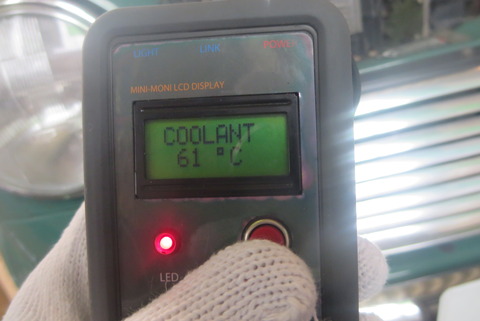 LIGHT LINK POWER
MINI-MONI LCD DISPLAY
COOLANT
61 °C
LED